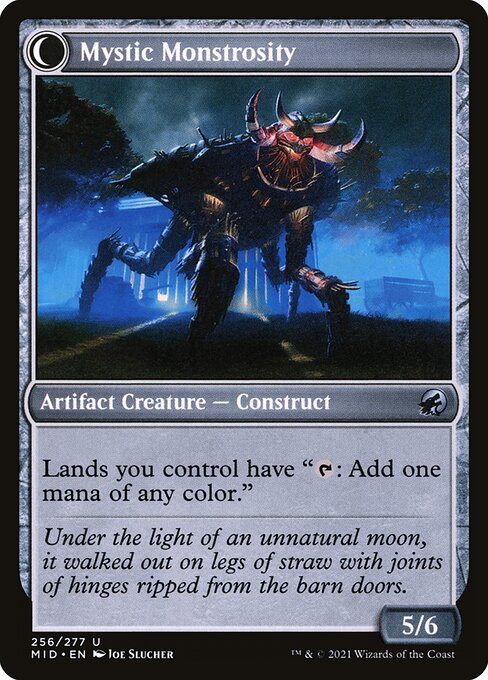 Mystic Monstrosity
Artifact Creature — Construct
Lands you control have “: Add one
mana of any color.”
Under the light of an unnatural moon,
it walked out on legs of straw with joints
of hinges ripped from the barn doors.
5/6
256/277 U
MID • EN Joe Slucher
™ & © 2021 Wizards of the Coast